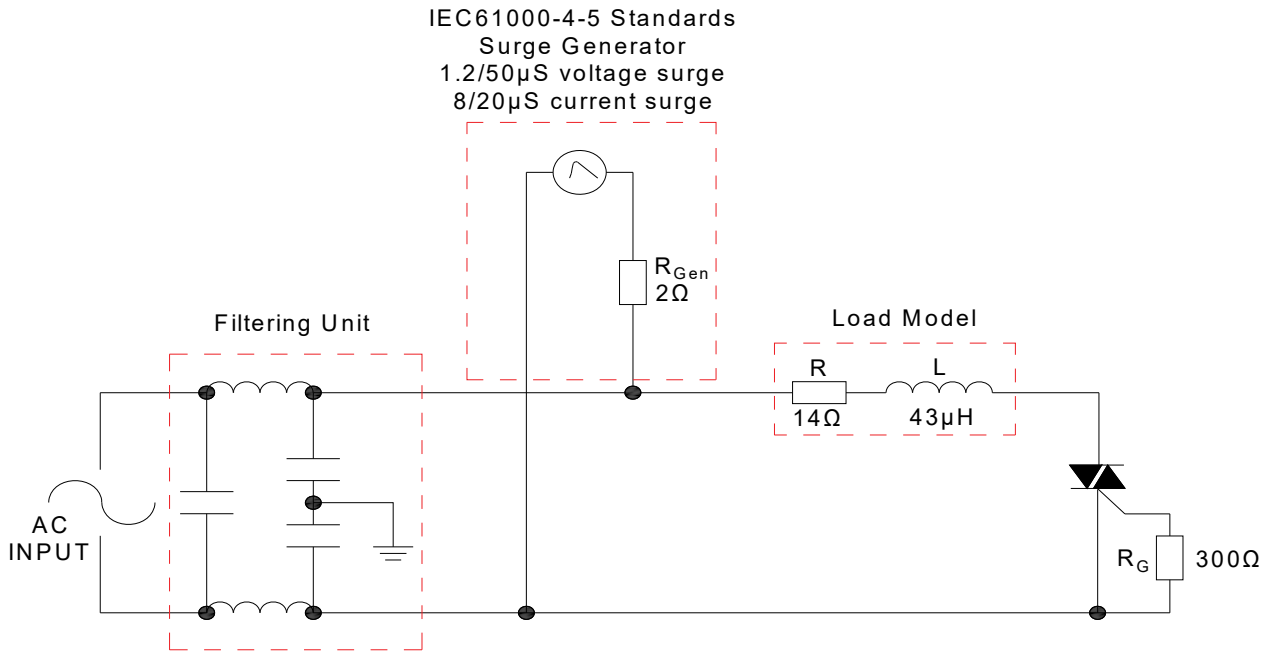 IEC61000-4-5 Standards
Surge Generator
1.2/50µS voltage surge
8/20µS current surge
RGen
2Ω
Filtering Unit
Load Model
R
L
14Ω
43µH
AC
INPUT
RG
300Ω